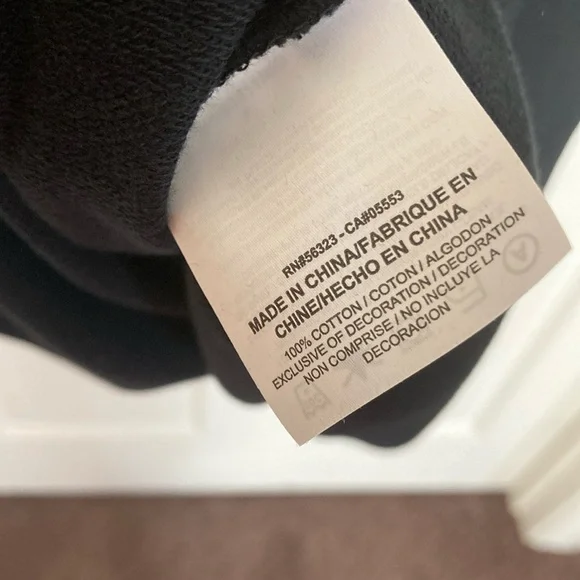 RN#56323 - CA#05553
MADE IN CHINA/FABRIQUE EN
CHINE/HECHO EN CHINA
100% COTTON / COTON / ALGODON
EXCLUSIVE OF DECORATION / DECORATION
NON COMPRISE / NO INCLUYE LA
DECORACION